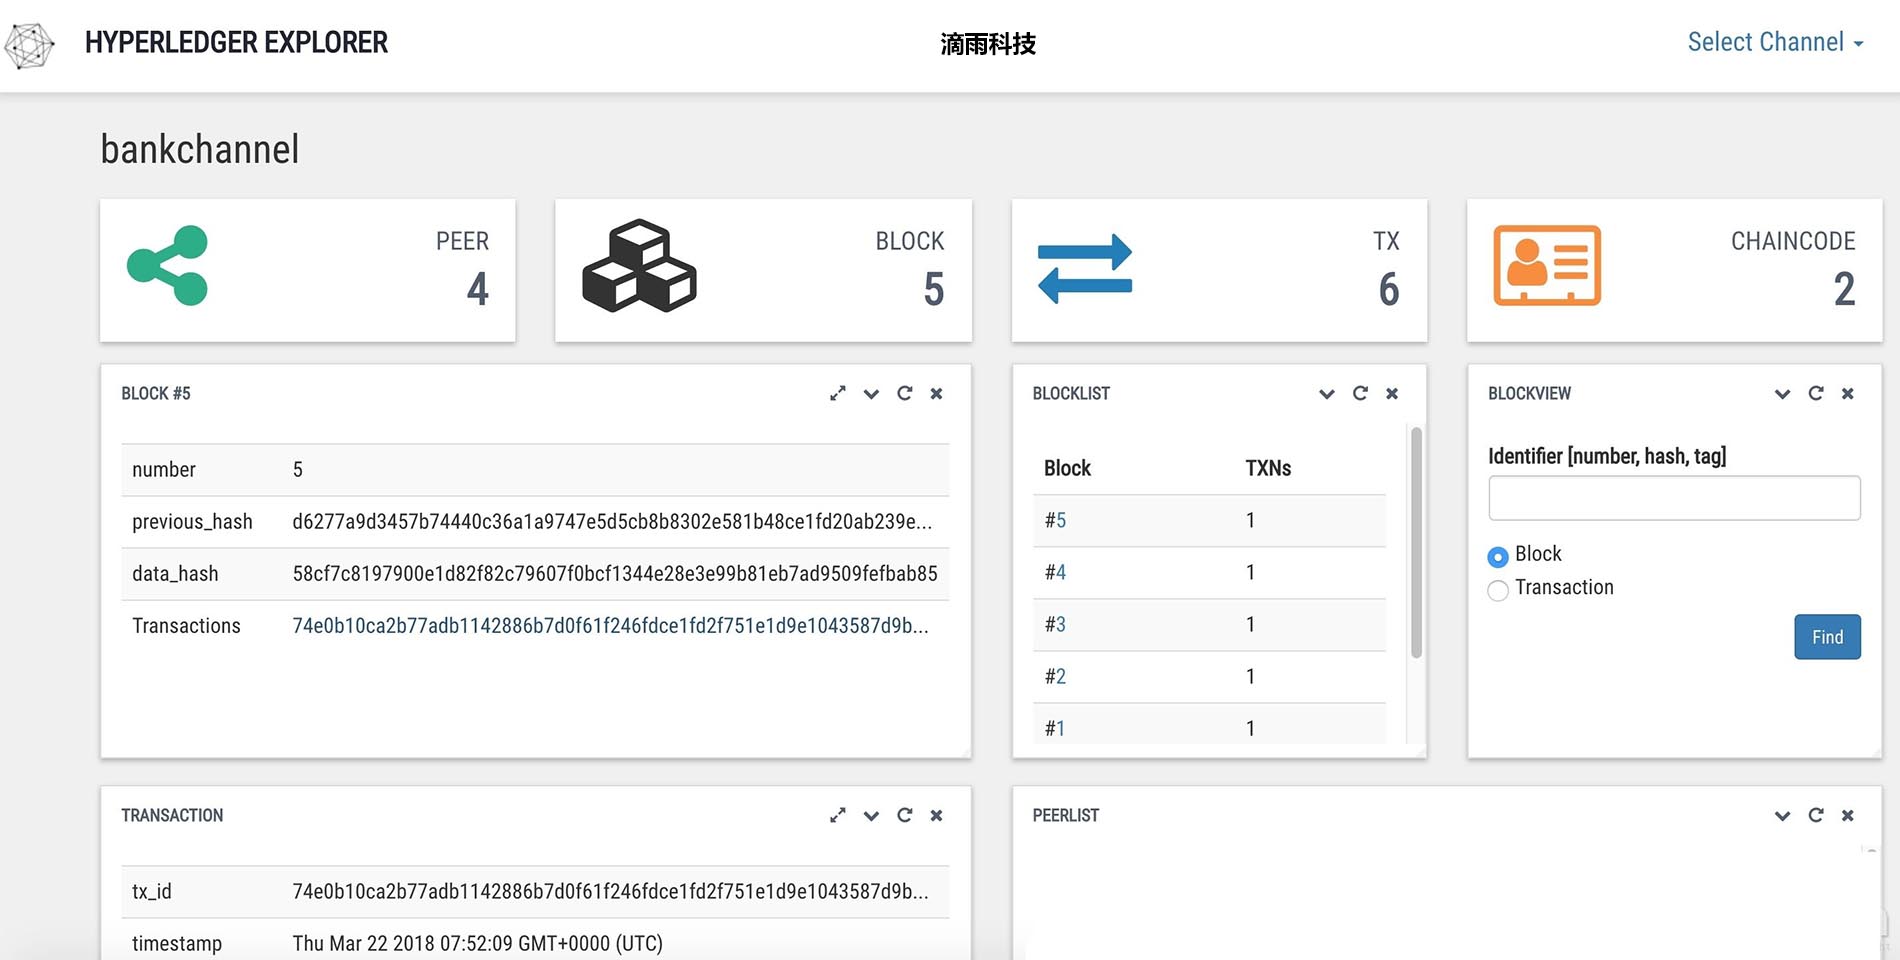 HYPERLEDGER EXPLORER
滴雨科技
Select Channel
bankchannel
PEER
4
BLOCK
5
TX
6
CHAINCODE
2
BLOCK #5
number 5
previous_hash d6277a9d3457b74440c36a1a9747e5d5cb8b8302e581b48ce1fd20ab239e...
data_hash 58cf7c8197900e1d82f82c79607f0bcf1344e28e3e99b81eb7ad9509fefbab85
Transactions 74e0b10ca2b77adb1142886b7d0f61f246fdce1fd2f751e1d9e1043587d9b...
BLOCKLIST
Block TXNs
#5 1
#4 1
#3 1
#2 1
#1 1
BLOCKVIEW
Identifier [number, hash, tag]
Block
Transaction
Find
TRANSACTION
tx_id 74e0b10ca2b77adb1142886b7d0f61f246fdce1fd2f751e1d9e1043587d9b...
timestamp Thu Mar 22 2018 07:52:09 GMT+0000 (UTC)
PEERLIST